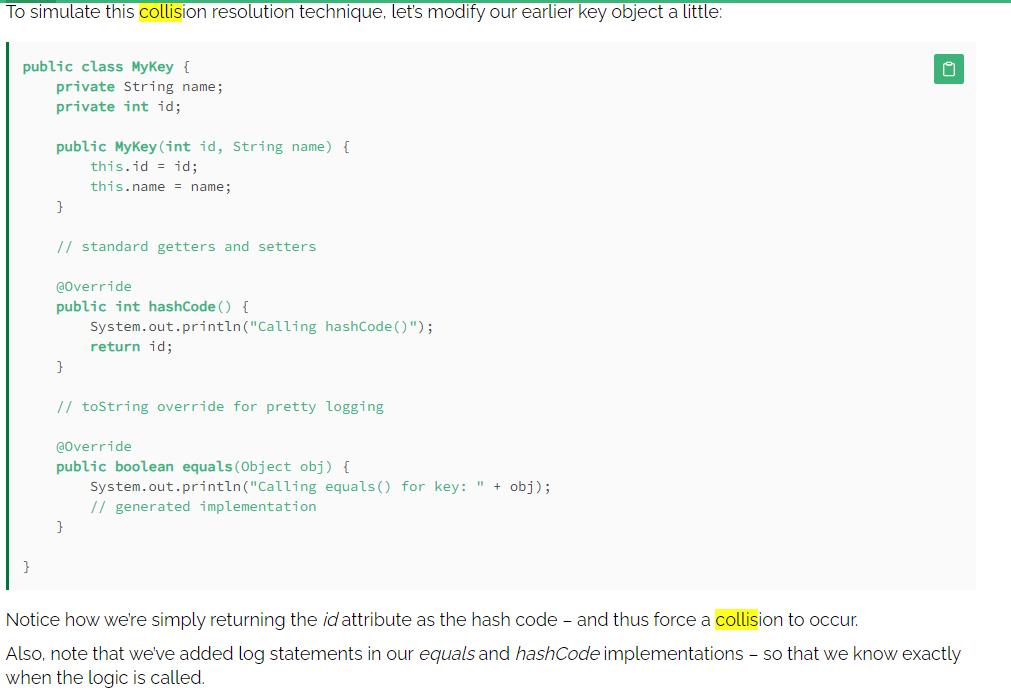 To simulate this collision resolution technique, let's modify our earlier key object a little:
public class MyKey {
    private String name;
    private int id;

    public MyKey(int id, String name) {
        this.id = id;
        this.name = name;
    }

    // standard getters and setters

    @Override
    public int hashCode() {
        System.out.println("Calling hashCode()");
        return id;
    }

    // toString override for pretty logging

    @Override
    public boolean equals(Object obj) {
        System.out.println("Calling equals() for key: " + obj);
        // generated implementation
    }

}
Notice how we're simply returning the id attribute as the hash code – and thus force a collision to occur.
Also, note that we've added log statements in our equals and hashCode implementations – so that we know exactly
when the logic is called.